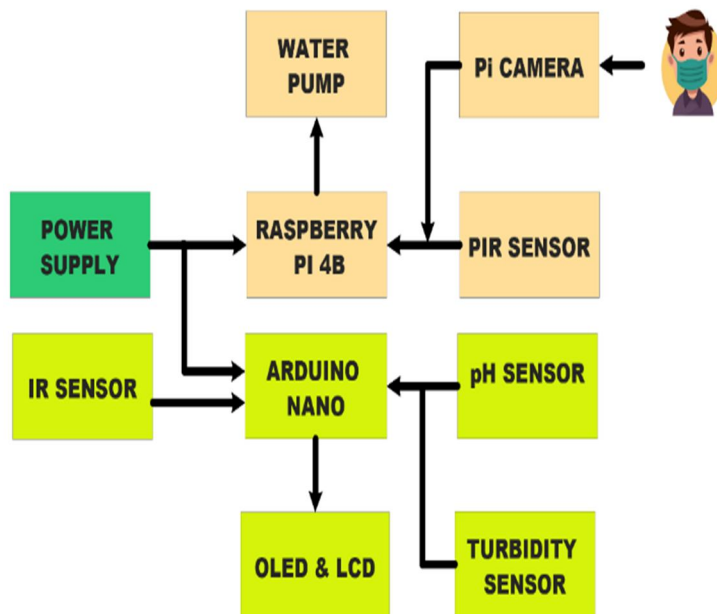 WATER
PUMP
Pi CAMERA
POWER
SUPPLY
RASPBERRY
PI 4B
PIR SENSOR
IR SENSOR
ARDUINO
NANO
pH SENSOR
OLED & LCD
TURBIDITY
SENSOR